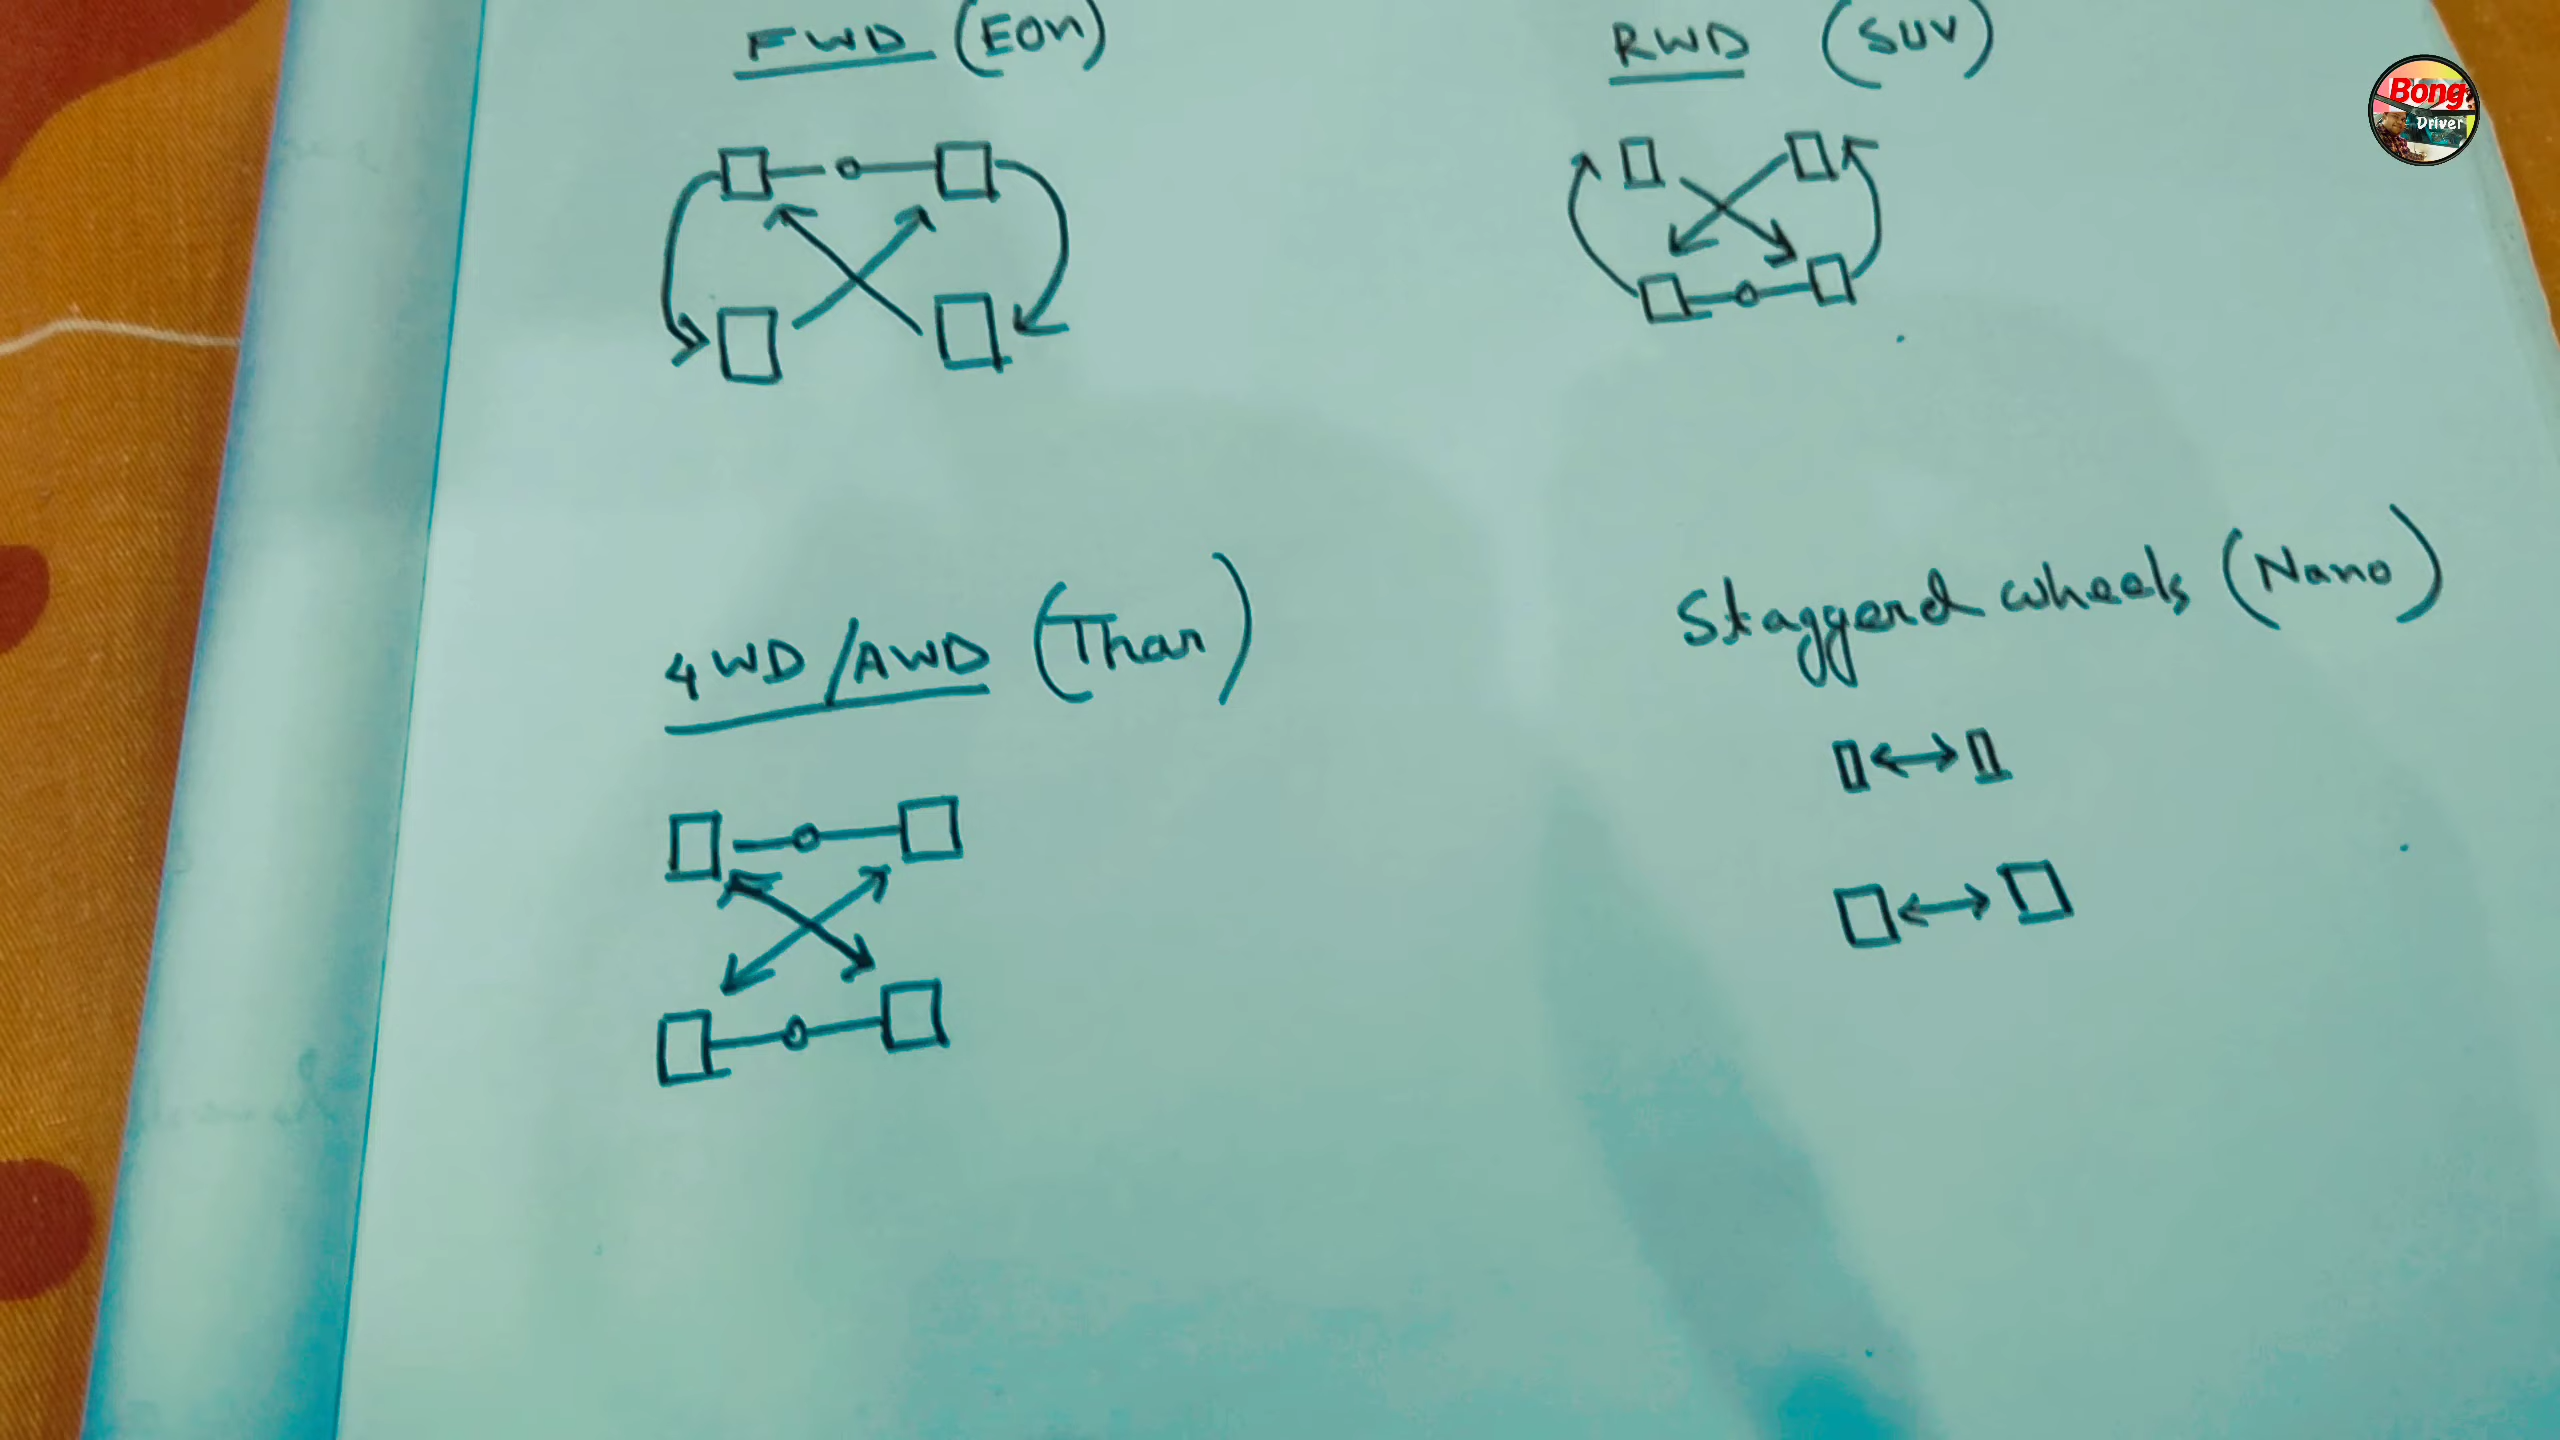 FWD (EON)
RWD (SUV)
Bong
Driver
4WD/AWD (Thar)
Staggerd wheels (Nano)